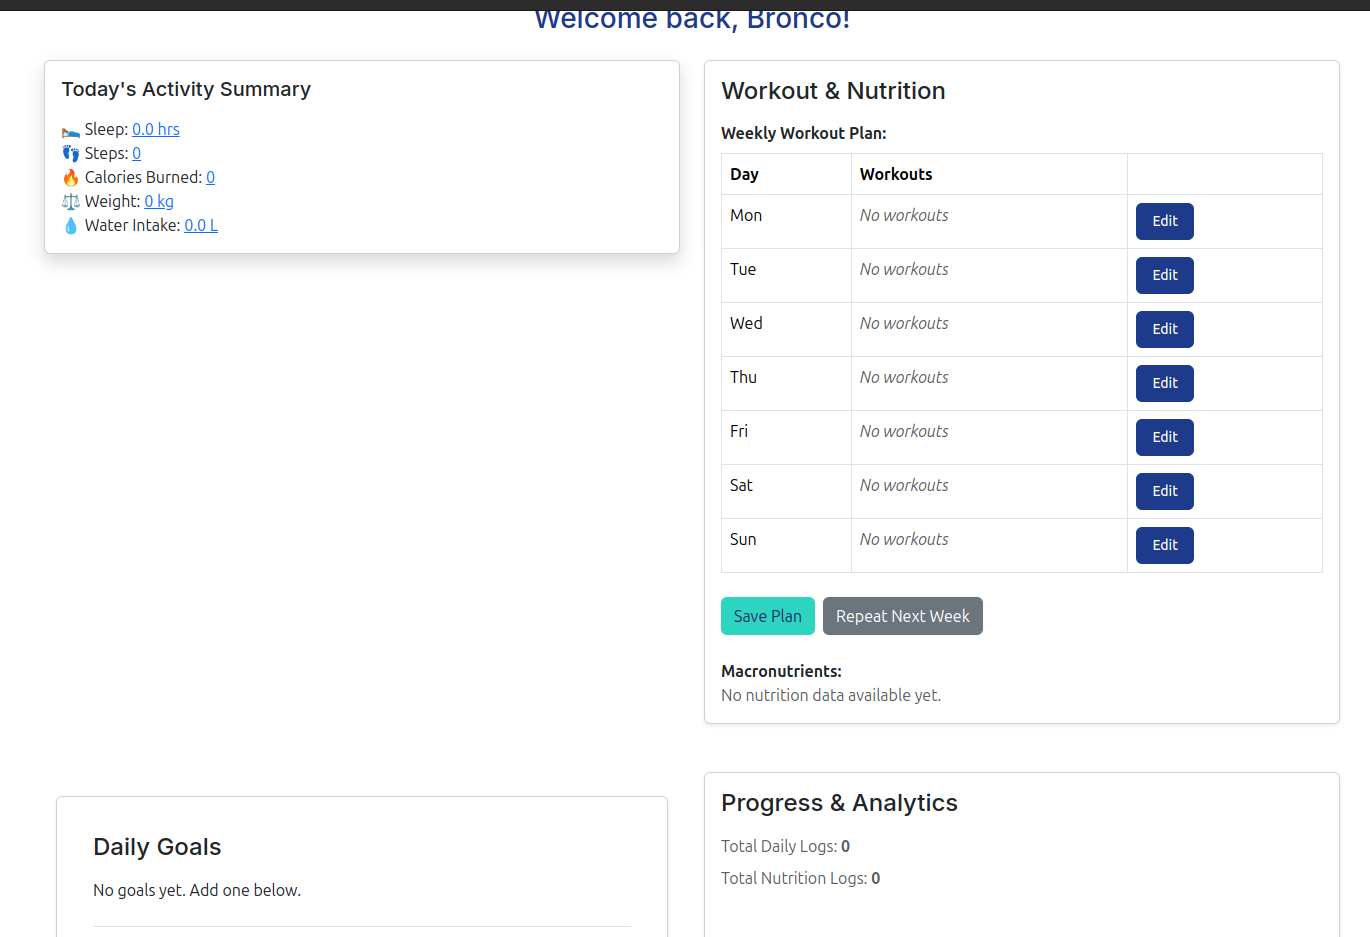 Welcome back, Bronco!
Today's Activity Summary
Sleep: 0.0 hrs
Steps: 0
Calories Burned: 0
Weight: 0 kg
Water Intake: 0.0 L
Workout & Nutrition
Weekly Workout Plan:
Day Workouts
Mon No workouts Edit
Tue No workouts Edit
Wed No workouts Edit
Thu No workouts Edit
Fri No workouts Edit
Sat No workouts Edit
Sun No workouts Edit
Save Plan Repeat Next Week
Macronutrients:
No nutrition data available yet.
Daily Goals
No goals yet. Add one below.
Progress & Analytics
Total Daily Logs: 0
Total Nutrition Logs: 0